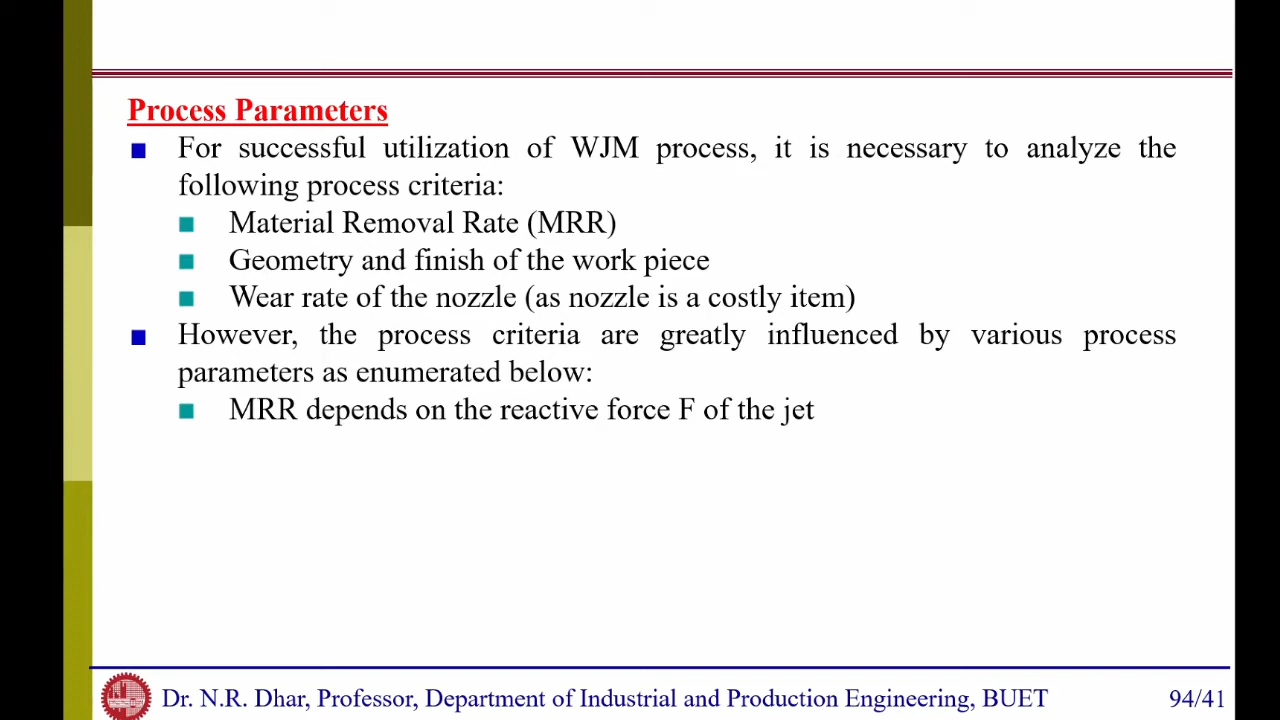 Process Parameters
For successful utilization of WJM process, it is necessary to analyze the
following process criteria:
Material Removal Rate (MRR)
Geometry and finish of the work piece
Wear rate of the nozzle (as nozzle is a costly item)
However, the process criteria are greatly influenced by various process
parameters as enumerated below:
MRR depends on the reactive force F of the jet
Dr. N.R. Dhar, Professor, Department of Industrial and Production Engineering, BUET
94/41